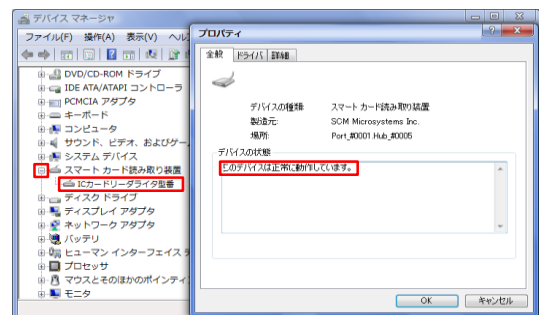 デバイス マネージャ
ファイル(F) 操作(A) 表示(V)
DVD/CD-ROM ドライブ
IDE ATA/ATAPI コントローラ
PCMCIA アダプタ
キーボード
コンピュータ
サウンド、ビデオ、およびゲー
システム デバイス
スマート カード読み取り装置
ICカードリーダライタ型番
ディスク ドライブ
ディスプレイ アダプタ
ネットワーク アダプタ
バッテリ
ヒューマン インターフェイス
プロセッサ
マウスとそのほかのポインティ
モニタ
プロパティ
全般 ドライバ 詳細
デバイスの種類: スマート カード読み取り装置
製造元: SCM Microsystems Inc.
場所: Port_#0001.Hub_#0005
デバイスの状態
このデバイスは正常に動作しています。
OK キャンセル